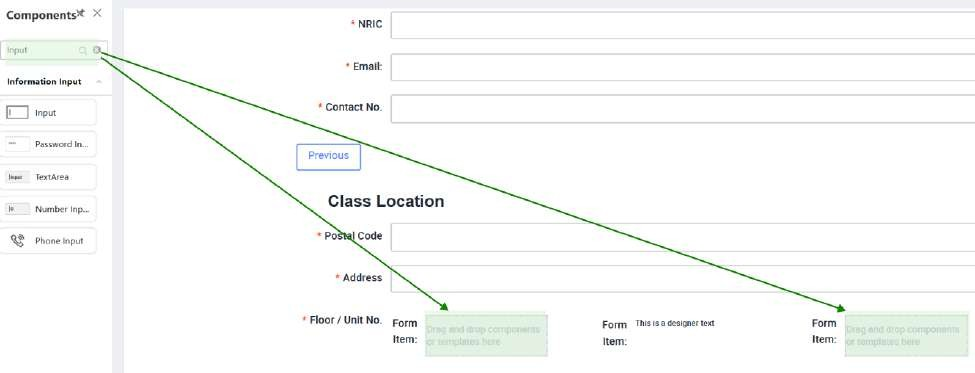 Components
Input
Information Input
Input
Password In...
TextArea
Number Inp...
Phone Input
* NRIC
* Email:
* Contact No.
Previous
Class Location
* Postal Code
* Address
* Floor / Unit No.
Form
Item:
Drag and drop components
or templates here
Form
Item:
This is a designer text
Form
Item:
Drag and drop components
or templates here